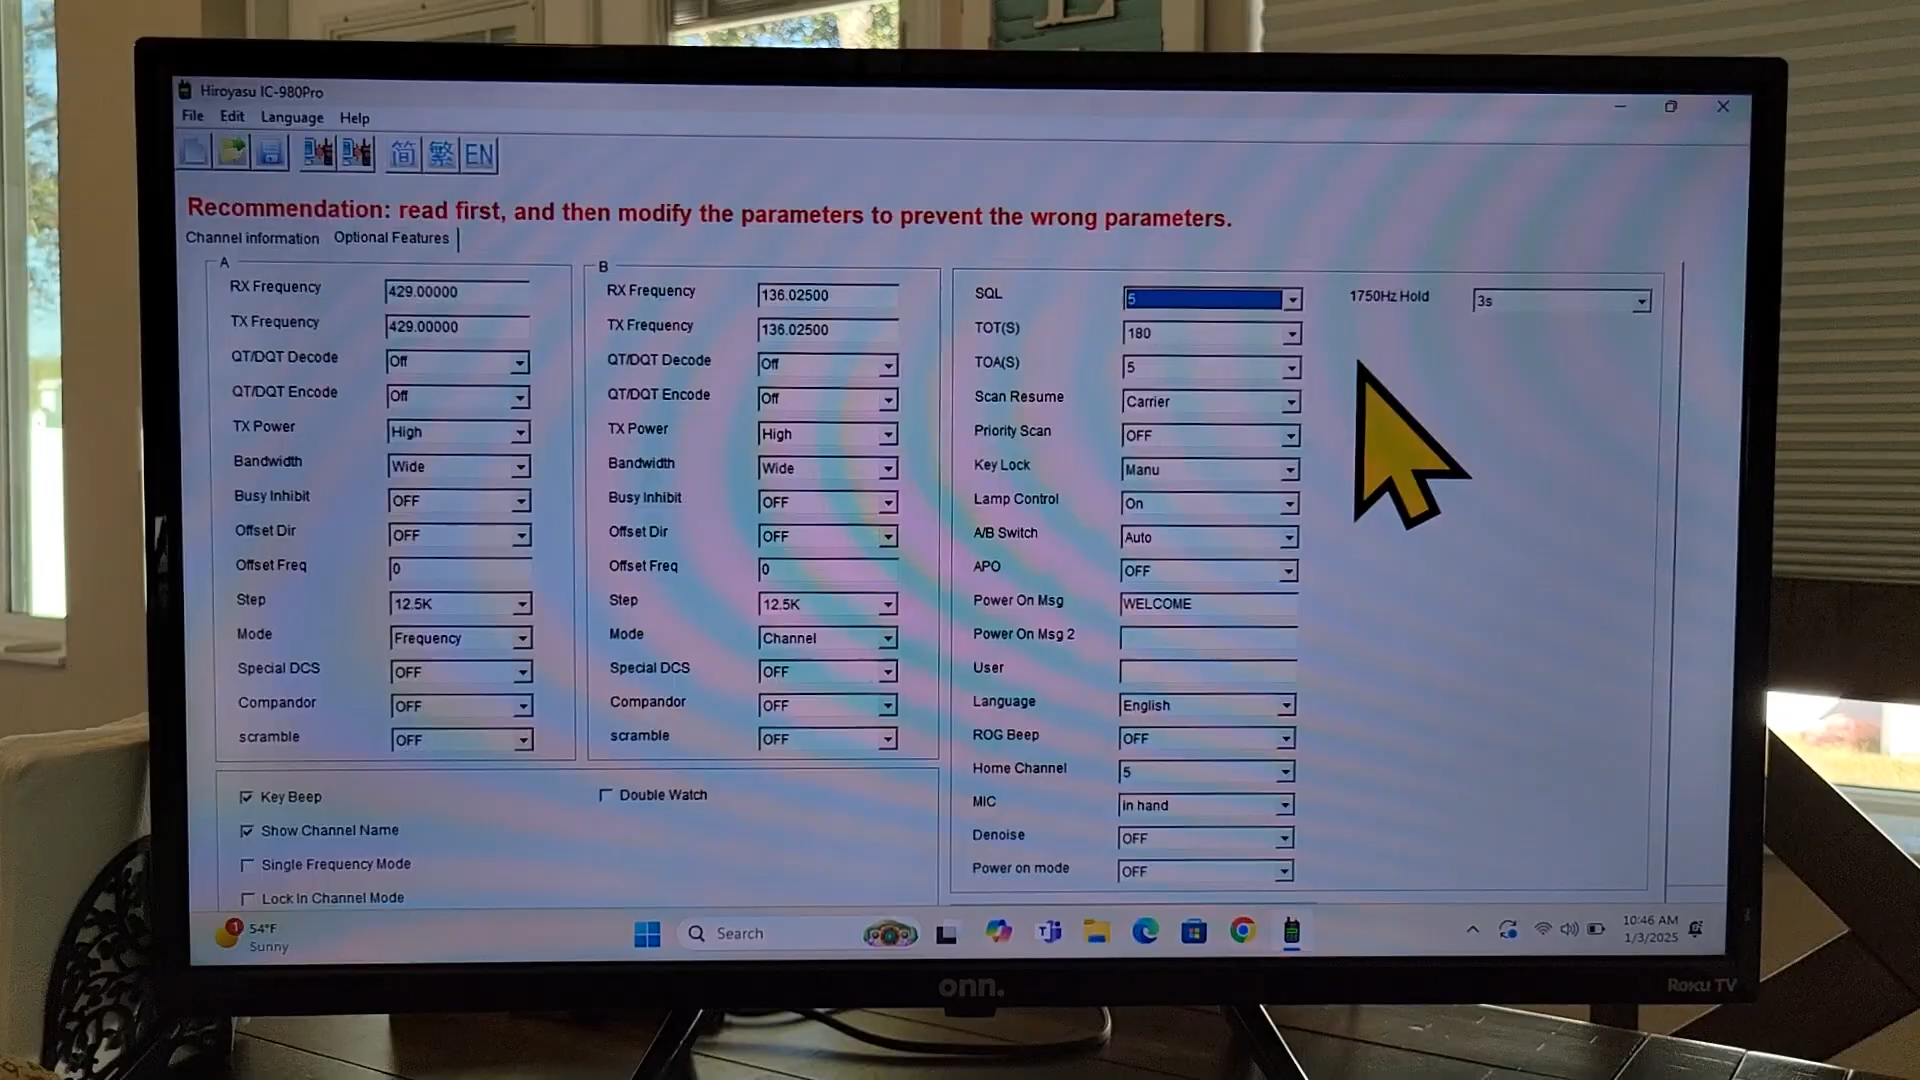 Hiroyasu IC-980Pro
File Edit Language Help
简 繁 EN
Recommendation: read first, and then modify the parameters to prevent the wrong parameters.
Channel information Optional Features
A
RX Frequency 429.00000
TX Frequency 429.00000
QT/DQT Decode Off
QT/DQT Encode Off
TX Power High
Bandwidth Wide
Busy Inhibit OFF
Offset Dir OFF
Offset Freq 0
Step 12.5K
Mode Frequency
Special DCS OFF
Compandor OFF
scramble OFF
B
RX Frequency 136.02500
TX Frequency 136.02500
QT/DQT Decode Off
QT/DQT Encode Off
TX Power High
Bandwidth Wide
Busy Inhibit OFF
Offset Dir OFF
Offset Freq 0
Step 12.5K
Mode Channel
Special DCS OFF
Compandor OFF
scramble OFF
SQL 5 1750Hz Hold 3s
TOT(S) 180
TOA(S) 5
Scan Resume Carrier
Priority Scan OFF
Key Lock Manu
Lamp Control On
A/B Switch Auto
APO OFF
Power On Msg WELCOME
Power On Msg 2
User
Language English
ROG Beep OFF
Home Channel 5
MIC in hand
Denoise OFF
Power on mode OFF
Key Beep Double Watch
Show Channel Name
Single Frequency Mode
Lock In Channel Mode
1 54°F
Sunny
Search
10:46 AM
1/3/2025
onn.
Roku TV